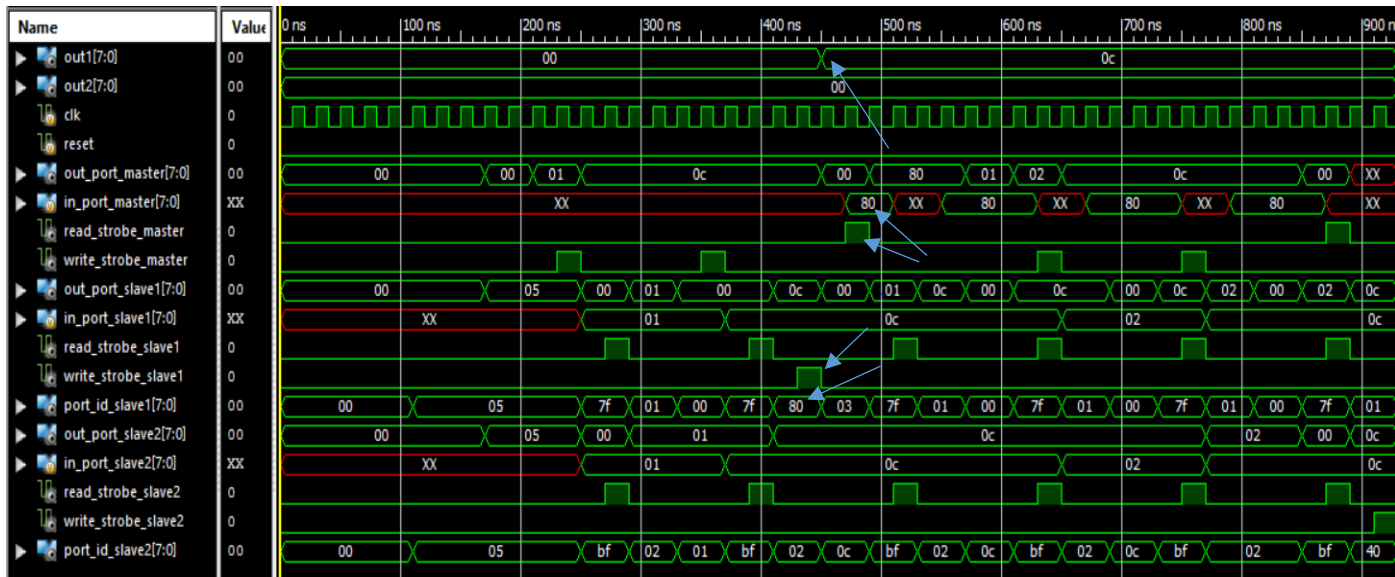 Name Value 0 ns 100 ns 200 ns 300 ns 400 ns 500 ns 600 ns 700 ns 800 ns 900 n
out1[7:0] 00 00 0c
out2[7:0] 00 00
clk 0
reset 0
out_port_master[7:0] 00 00 00 01 0c 00 80 01 02 0c 00 XX
in_port_master[7:0] XX XX 80 XX 80 XX 80 XX 80 XX
read_strobe_master 0
write_strobe_master 0
out_port_slave1[7:0] 00 00 05 00 01 00 0c 00 01 0c 00 0c 00 0c 02 00 02 0c
in_port_slave1[7:0] XX XX 01 0c 02 0c
read_strobe_slave1 0
write_strobe_slave1 0
port_id_slave1[7:0] 00 00 05 7f 01 00 7f 80 03 7f 01 00 7f 01 00 7f 01 00 7f 01
out_port_slave2[7:0] 00 00 05 00 01 0c 02 00 0c
in_port_slave2[7:0] XX XX 01 0c 02 0c
read_strobe_slave2 0
write_strobe_slave2 0
port_id_slave2[7:0] 00 00 05 bf 02 01 bf 02 0c bf 02 0c bf 02 0c bf 02 bf 40